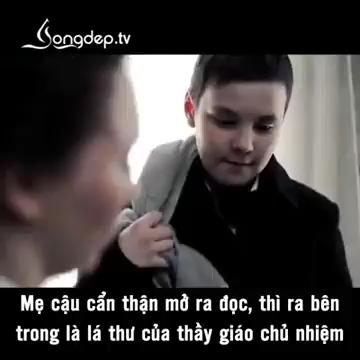 Songdep.tv
Mẹ cậu cẩn thận mở ra đọc, thì ra bên
trong là lá thư của thầy giáo chủ nhiệm